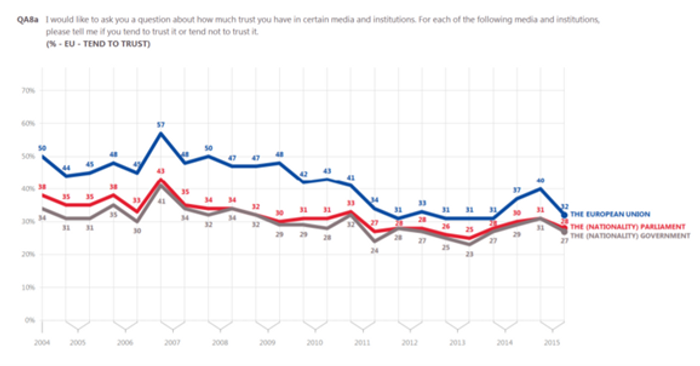 QA8a I would like to ask you a question about how much trust you have in certain media and institutions. For each of the following media and institutions,
please tell me if you tend to trust it or tend not to trust it.
(% - EU - TEND TO TRUST)
70%
60%
57
50 44 45 48 45 48 50 47 47 48 42 43 41 34 31 33 31 31 31 37 40 32
50%
40%
38 35 35 38 33 43 35 34 34 32 30 31 31 33 27 28 28 26 25 28 30 31 28
30%
34 31 31 35 30 41 34 32 34 32 29 29 28 32 24 28 27 25 23 27 29 31 27
THE EUROPEAN UNION
THE (NATIONALITY) PARLIAMENT
THE (NATIONALITY) GOVERNMENT
20%
10%
0%
2004 2005 2006 2007 2008 2009 2010 2011 2012 2013 2014 2015